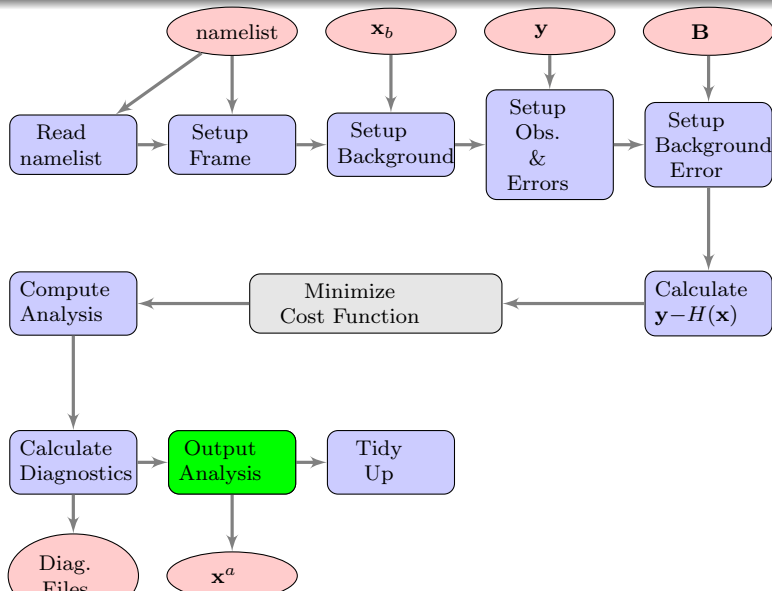 namelist
x_b
y
B
Read
namelist
Setup
Frame
Setup
Background
Setup
Obs.
&
Errors
Setup
Background
Error
Compute
Analysis
Minimize
Cost Function
Calculate
y−H(x)
Calculate
Diagnostics
Output
Analysis
Tidy
Up
Diag.
Files
x^a